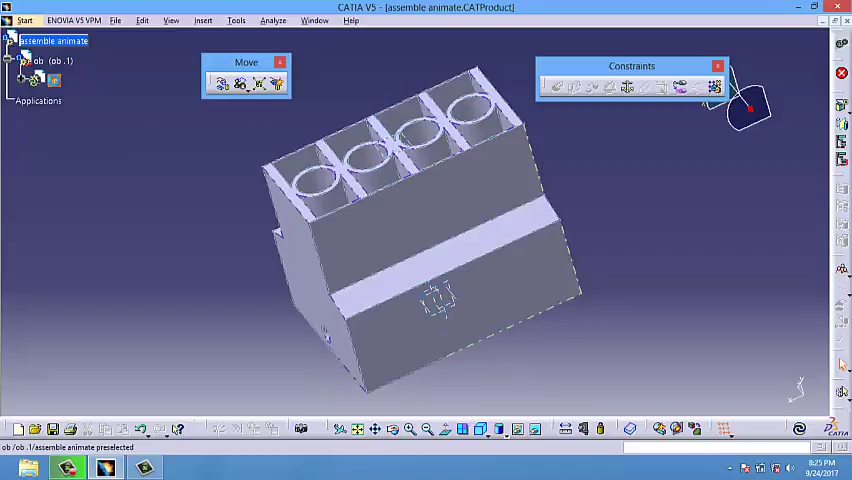 CATIA V5 - [assemble animate.CATProduct]
Start ENOVIA V5 VPM File Edit View Insert Tools Analyze Window Help
assemble animate
ob (ob .1)
Applications
Move
Constraints
ob /ob .1/assemble animate preselected
CATIA
8:25 PM
9/24/2017